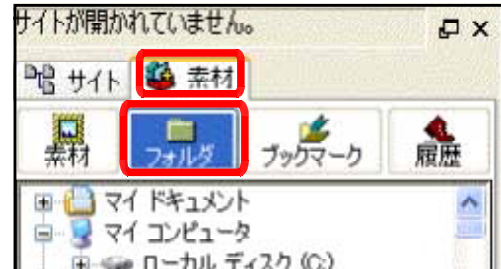 サイトが開かれていません。
サイト 素材
素材 フォルダ ブックマーク 履歴
マイ ドキュメント
マイ コンピュータ
ローカル ディスク (C:)